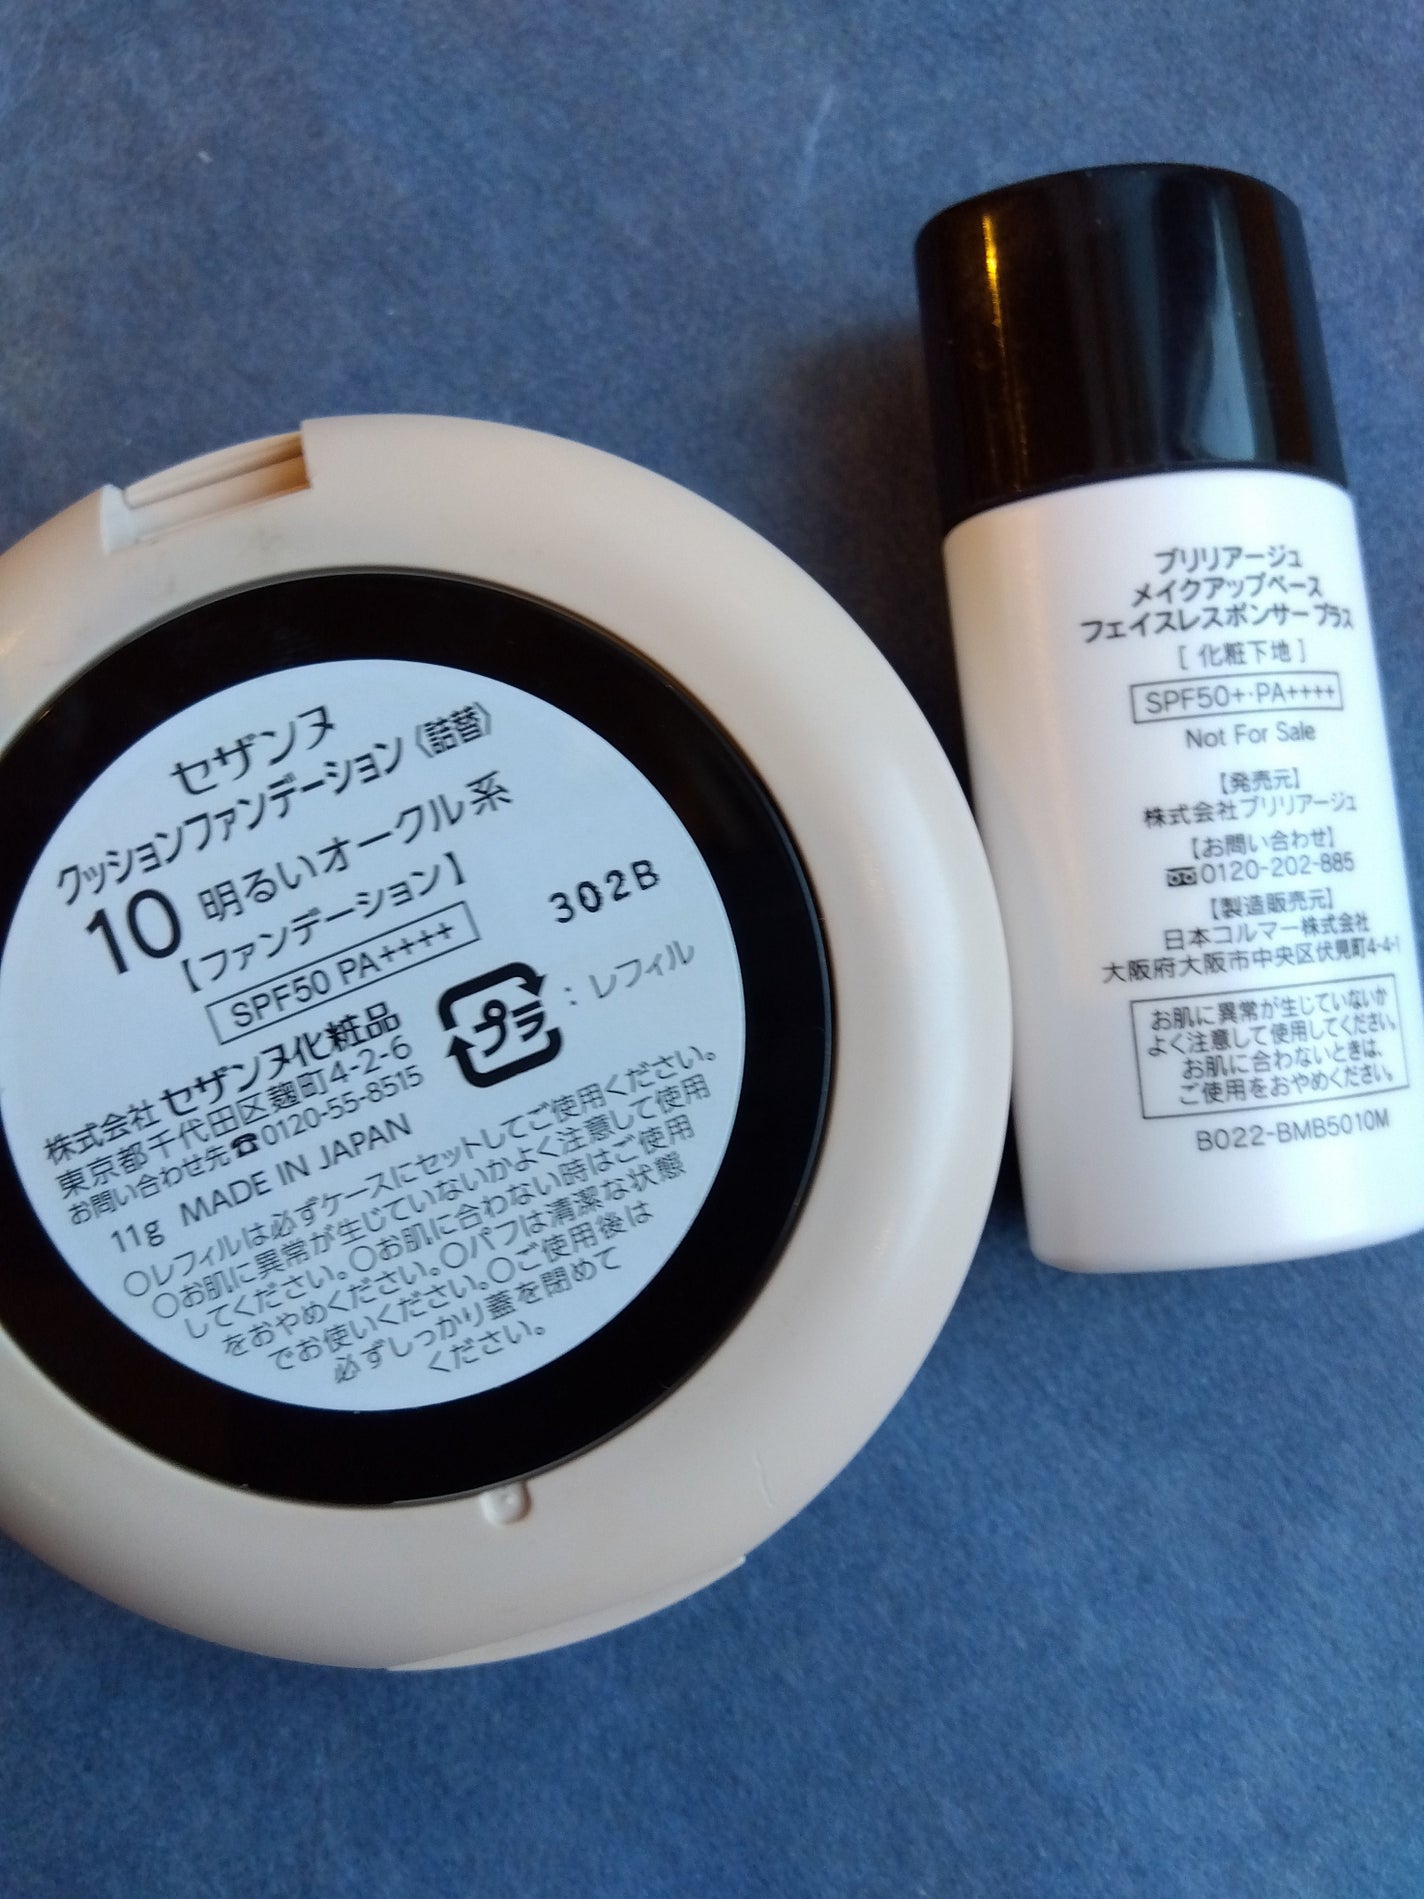 セザンヌ
クッションファンデーション〈詰替〉
10 明るいオークル系
【ファンデーション】
302B
SPF50 PA++++
プラ
：レフィル
株式会社 セザンヌ化粧品
東京都千代田区麹町4-2-6
お問い合わせ先☎0120-55-8515
11g MADE IN JAPAN
○レフィルは必ずケースにセットしてご使用ください。
○お肌に異常が生じていないかよく注意して使用
してください。○お肌に合わない時はご使用
をおやめください。○パフは清潔な状態
でお使いください。○ご使用後は
必ずしっかり蓋を閉めて
ください。
ブリリアージュ
メイクアップベース
フェイスレスポンサー プラス
[ 化粧下地 ]
SPF50+･PA++++
Not For Sale
【発売元】
株式会社ブリリアージュ
【お問い合わせ】
0120-202-885
【製造販売元】
日本コルマー株式会社
大阪府大阪市中央区伏見町4-4-1
お肌に異常が生じていないか
よく注意して使用してください。
お肌に合わないときは、
ご使用をおやめください。
B022-BMB5010M